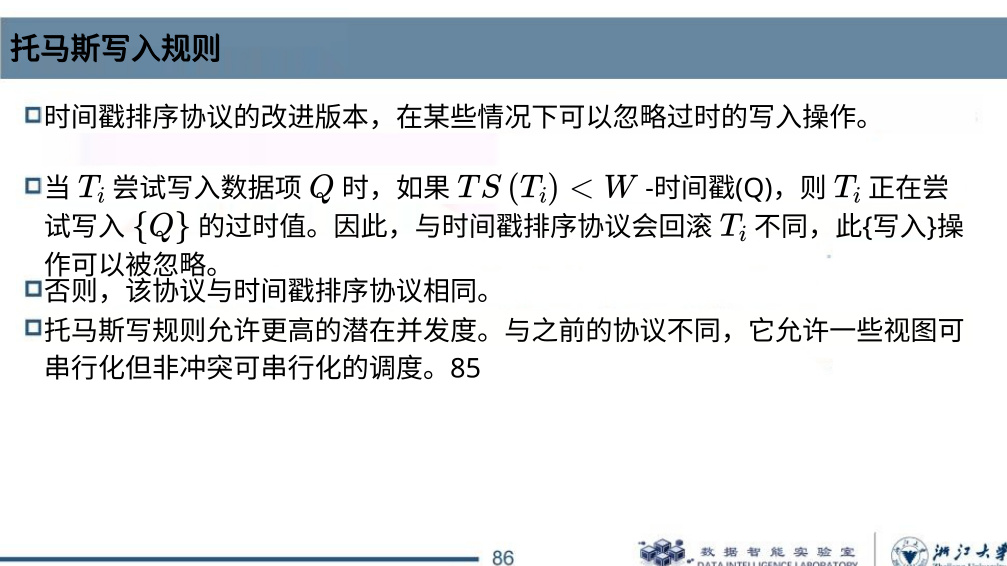 托马斯写入规则
时间戳排序协议的改进版本，在某些情况下可以忽略过时的写入操作。
当 Ti 尝试写入数据项 Q 时，如果 TS (Ti) < W -时间戳(Q)，则 Ti 正在尝
试写入 {Q} 的过时值。因此，与时间戳排序协议会回滚 Ti 不同，此{写入}操
作可以被忽略。
否则，该协议与时间戳排序协议相同。
托马斯写规则允许更高的潜在并发度。与之前的协议不同，它允许一些视图可
串行化但非冲突可串行化的调度。85
86
数据智能实验室
DATA INTELLIGENCE LABORATORY
浙江大学